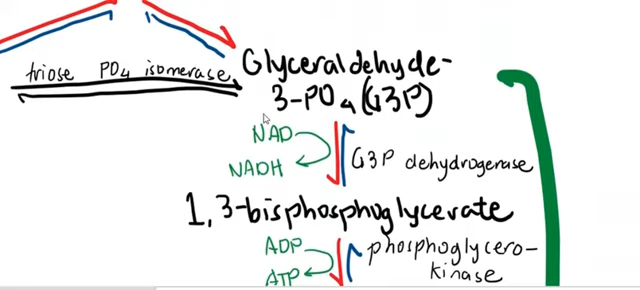 triose PO4 isomerase
Glyceraldehyde-
3-PO4 (G3P)
NAD
NADH
G3P dehydrogenase
1,3-bisphosphoglycerate
ADP
ATP
phosphoglycero-
kinase